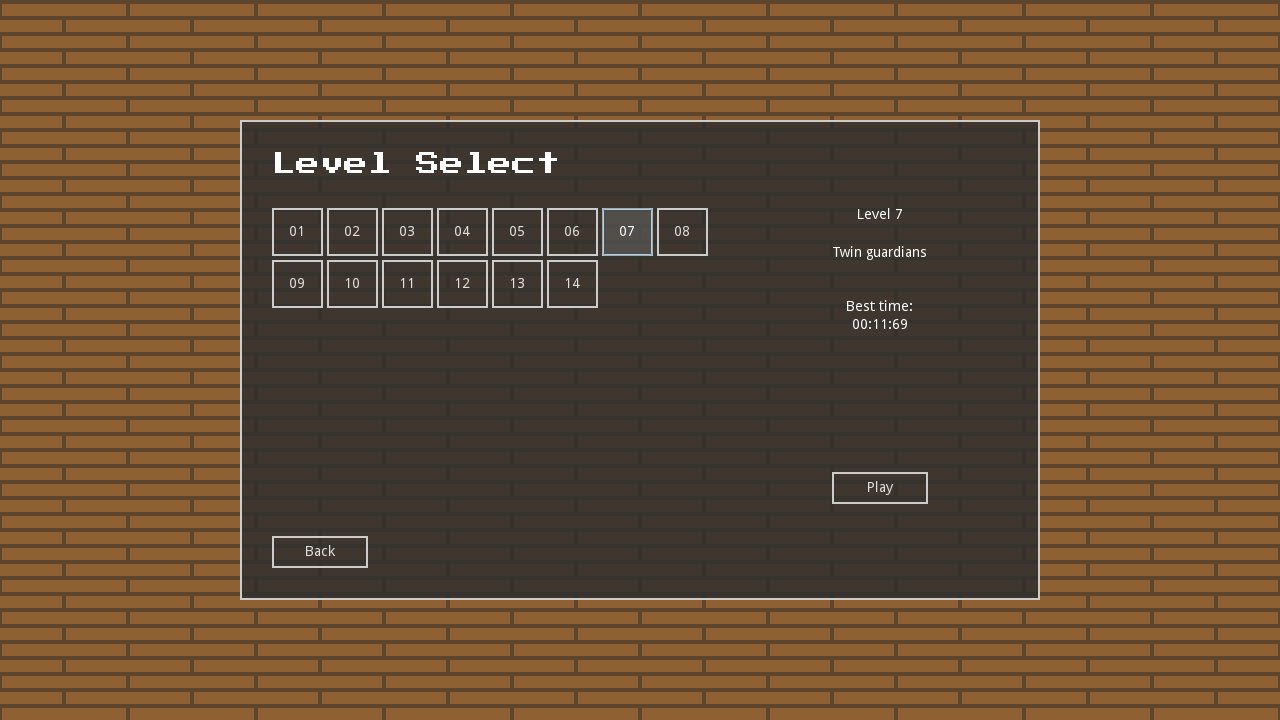 Level Select
01 02 03 04 05 06 07 08
09 10 11 12 13 14
Level 7
Twin guardians
Best time:
00:11:69
Play
Back